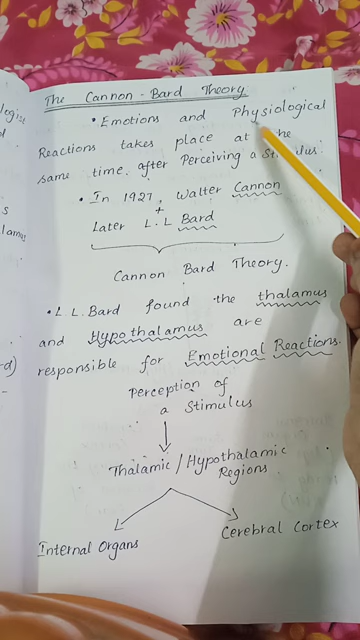 The Cannon-Bard Theory
• Emotions and Physiological
Reactions takes place at the
same time. after Perceiving a Stimulus.
• In 1927, Walter Cannon
+
Later L.L Bard
Cannon Bard Theory.
• L L. Bard found the thalamus
and Hypothalamus are
responsible for Emotional Reactions.
Perception of
a Stimulus
Thalamic / Hypothalamic
Regions
Internal Organs
Cerebral Cortex